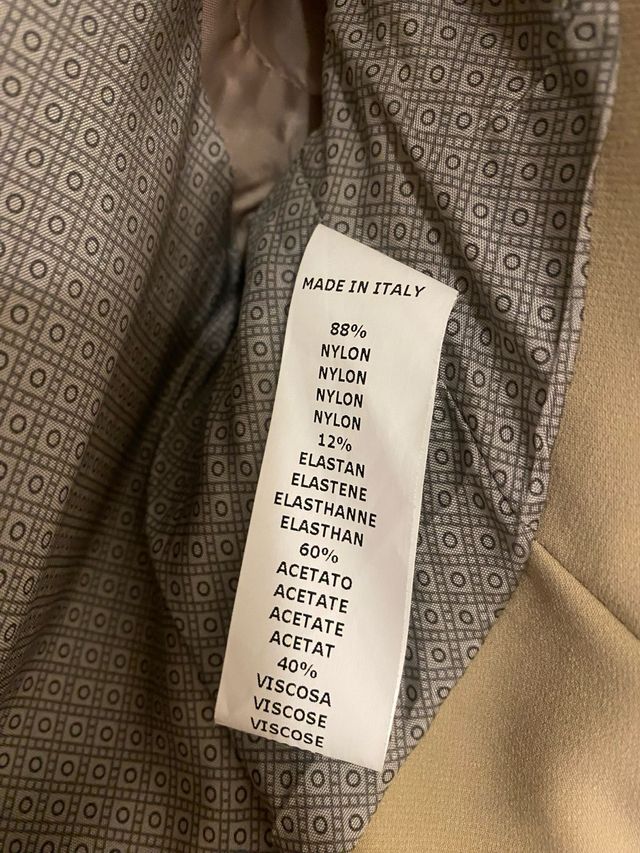 MADE IN ITALY
88%
NYLON
NYLON
NYLON
NYLON
12%
ELASTAN
ELASTENE
ELASTHANNE
ELASTHAN
60%
ACETATO
ACETATE
ACETATE
ACETAT
40%
VISCOSA
VISCOSE
VISCOSE